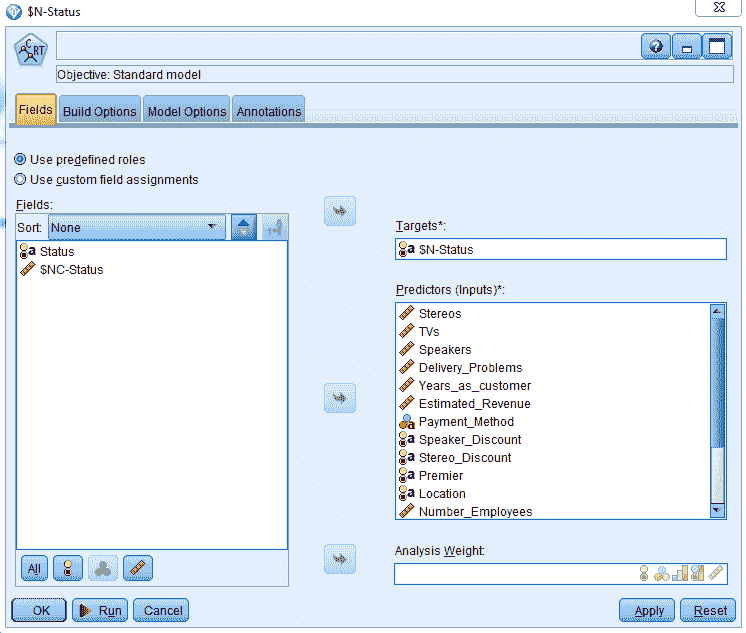 $N-Status
C
RT
Objective: Standard model
Fields Build Options Model Options Annotations
Use predefined roles
Use custom field assignments
Fields:
Sort: None
a Status
$NC-Status
Targets*:
a $N-Status
Predictors (Inputs)*:
Stereos
TVs
Speakers
Delivery_Problems
Years_as_customer
Estimated_Revenue
a Payment_Method
a Speaker_Discount
a Stereo_Discount
a Premier
a Location
Number_Employees
Analysis Weight:
All
OK Run Cancel Apply Reset